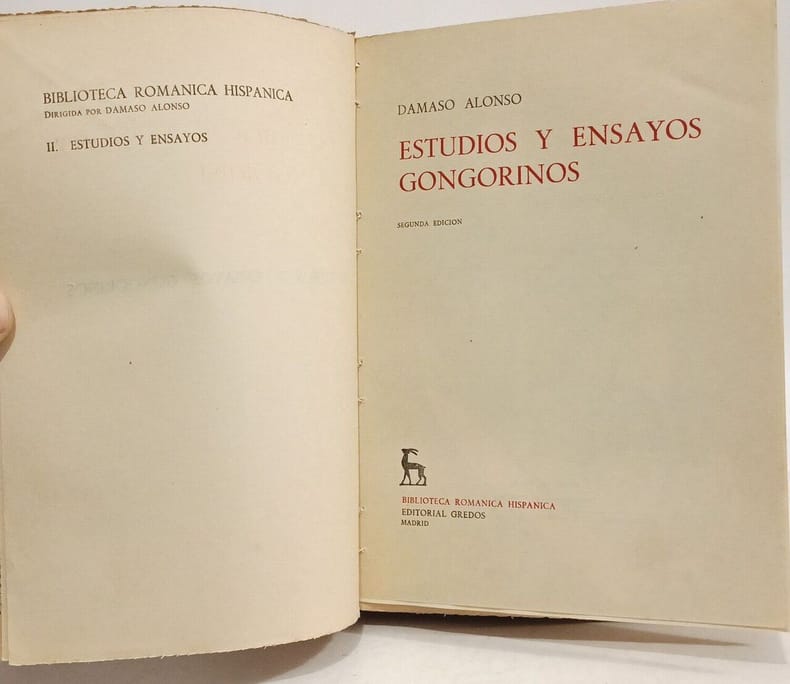 BIBLIOTECA ROMANICA HISPANICA
DIRIGIDA POR DAMASO ALONSO
II. ESTUDIOS Y ENSAYOS
DAMASO ALONSO
ESTUDIOS Y ENSAYOS
GONGORINOS
SEGUNDA EDICION
BIBLIOTECA ROMANICA HISPANICA
EDITORIAL GREDOS
MADRID